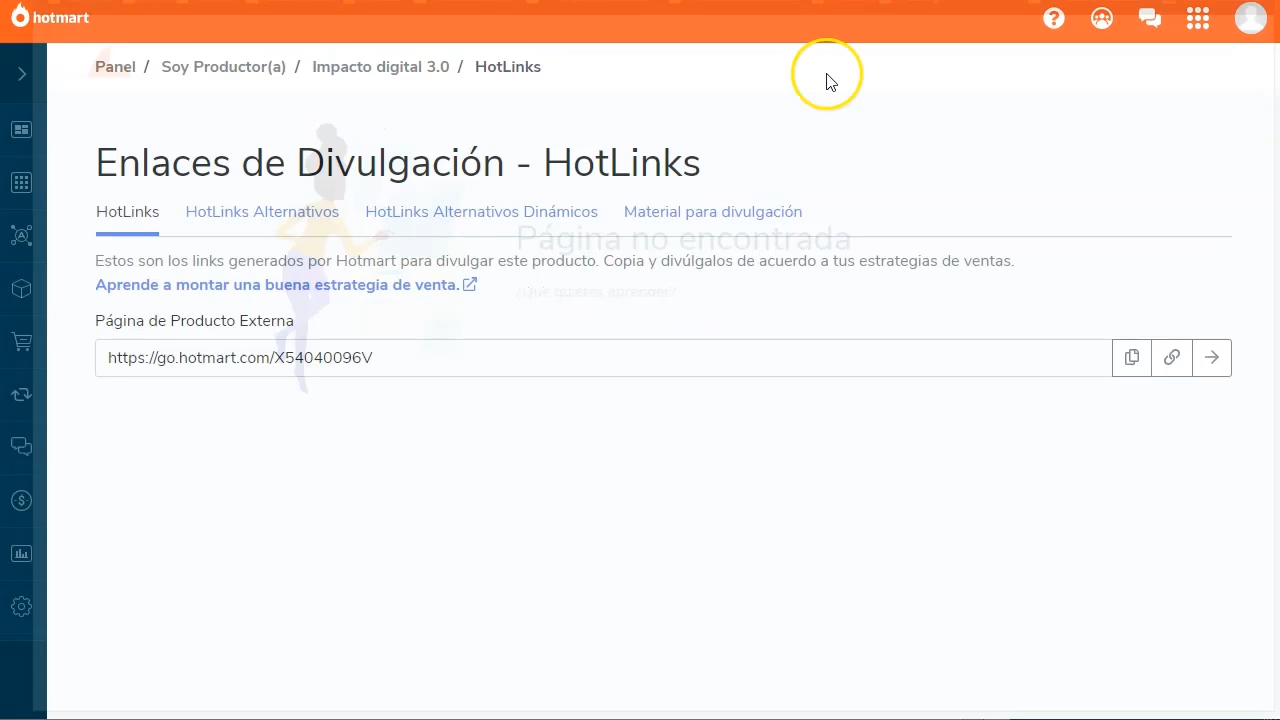 hotmart
Panel / Soy Productor(a) / Impacto digital 3.0 / HotLinks
Enlaces de Divulgación - HotLinks
HotLinks HotLinks Alternativos HotLinks Alternativos Dinámicos Material para divulgación
Página no encontrada
Estos son los links generados por Hotmart para divulgar este producto. Copia y divúlgalos de acuerdo a tus estrategias de ventas.
Aprende a montar una buena estrategia de venta.
¿Qué quieres aprender?
Página de Producto Externa
https://go.hotmart.com/X54040096V